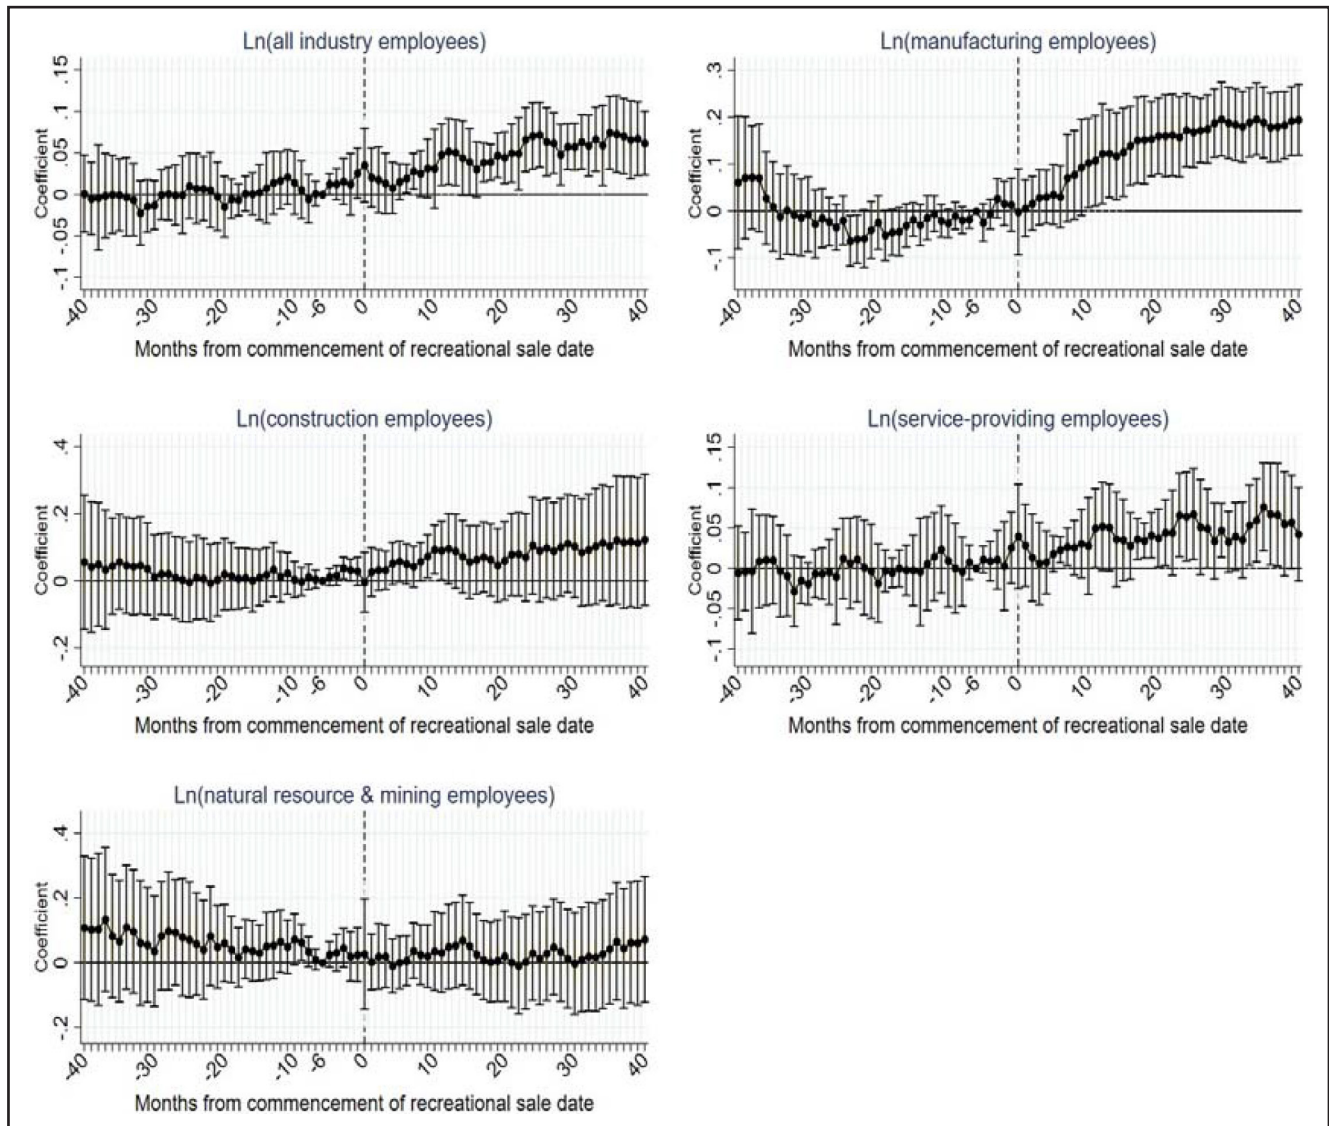 Ln(all industry employees)
Coefficient
.15
.1
.05
0
-.05
-.1
-40 -30 -20 -10 -6 0 10 20 30 40
Months from commencement of recreational sale date
Ln(manufacturing employees)
Coefficient
.3
.2
.1
0
-.1
-40 -30 -20 -10 -6 0 10 20 30 40
Months from commencement of recreational sale date
Ln(construction employees)
Coefficient
.4
.2
0
-.2
-40 -30 -20 -10 -6 0 10 20 30 40
Months from commencement of recreational sale date
Ln(service-providing employees)
Coefficient
.15
.1
.05
0
-.05
-.1
-40 -30 -20 -10 -6 0 10 20 30 40
Months from commencement of recreational sale date
Ln(natural resource & mining employees)
Coefficient
.4
.2
0
-.2
-40 -30 -20 -10 -6 0 10 20 30 40
Months from commencement of recreational sale date